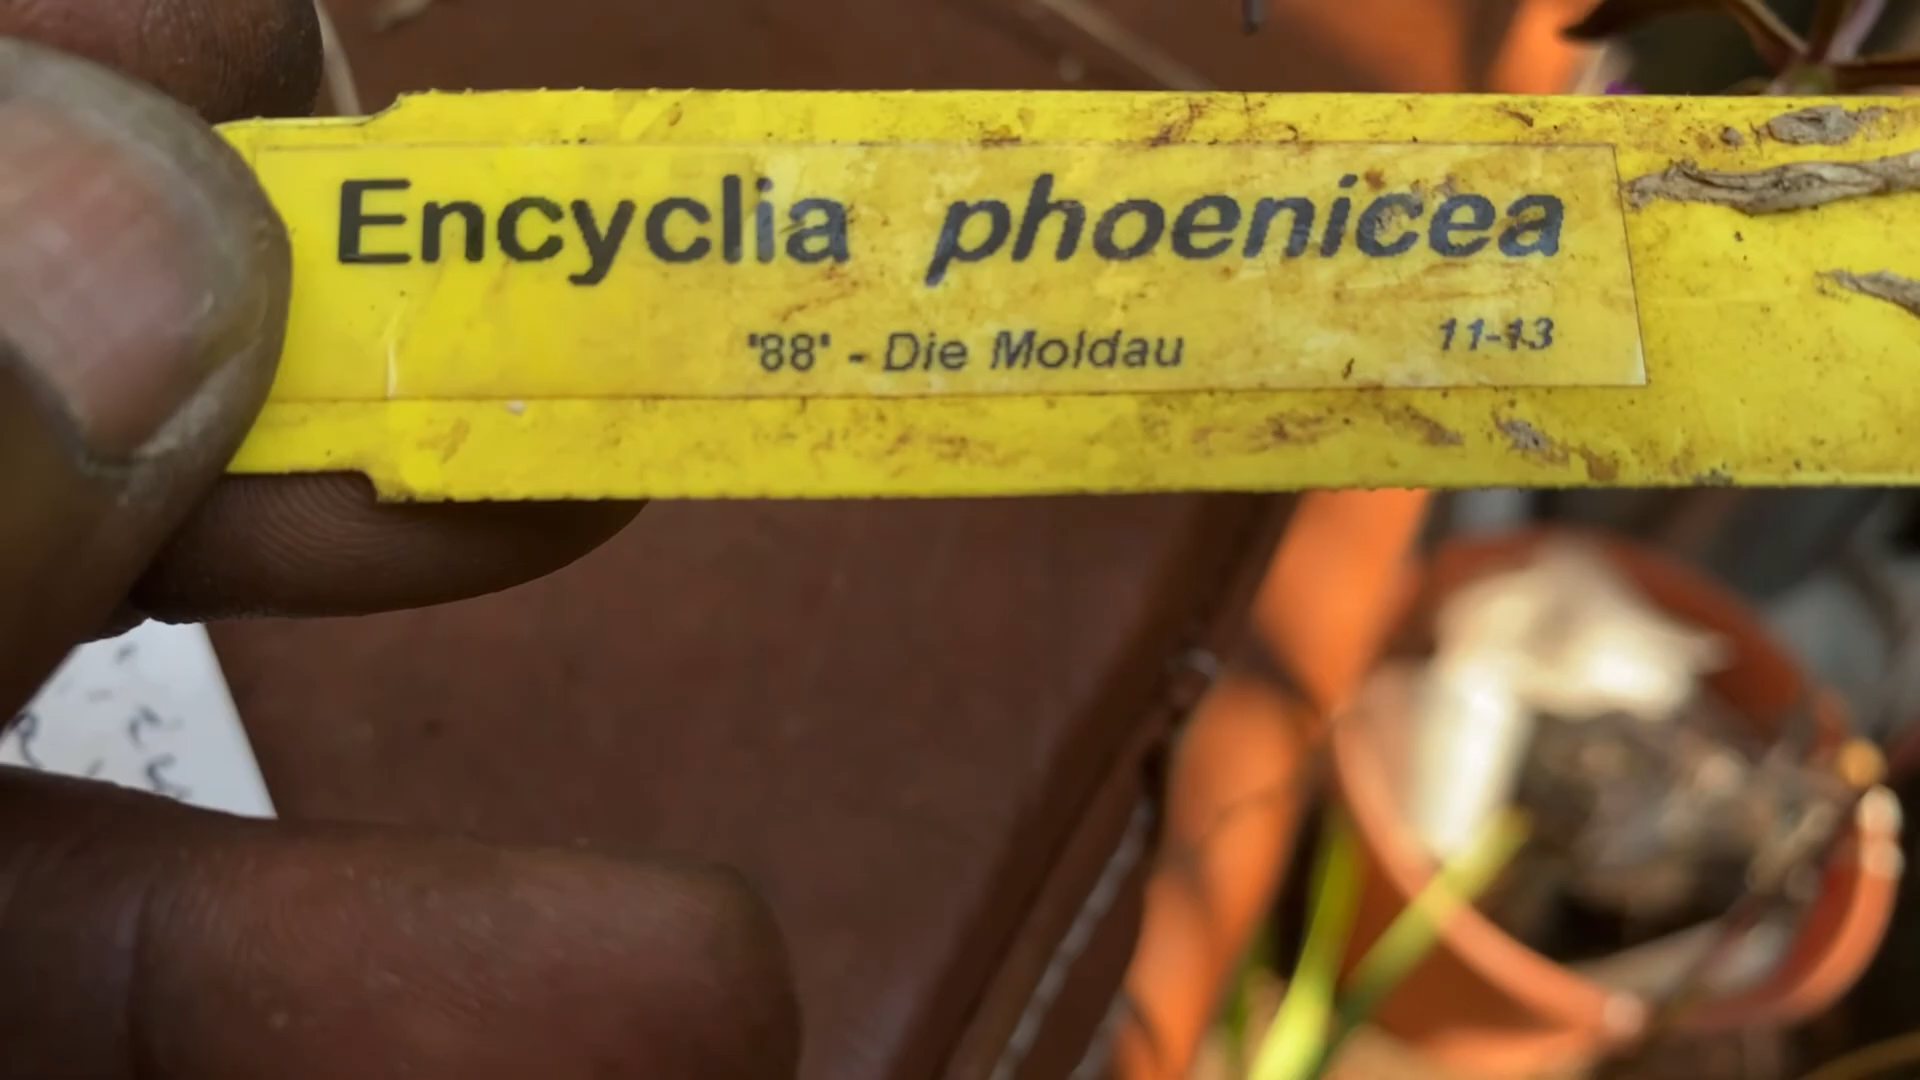 Encyclia phoenicea
"88" - Die Moldau 11-13